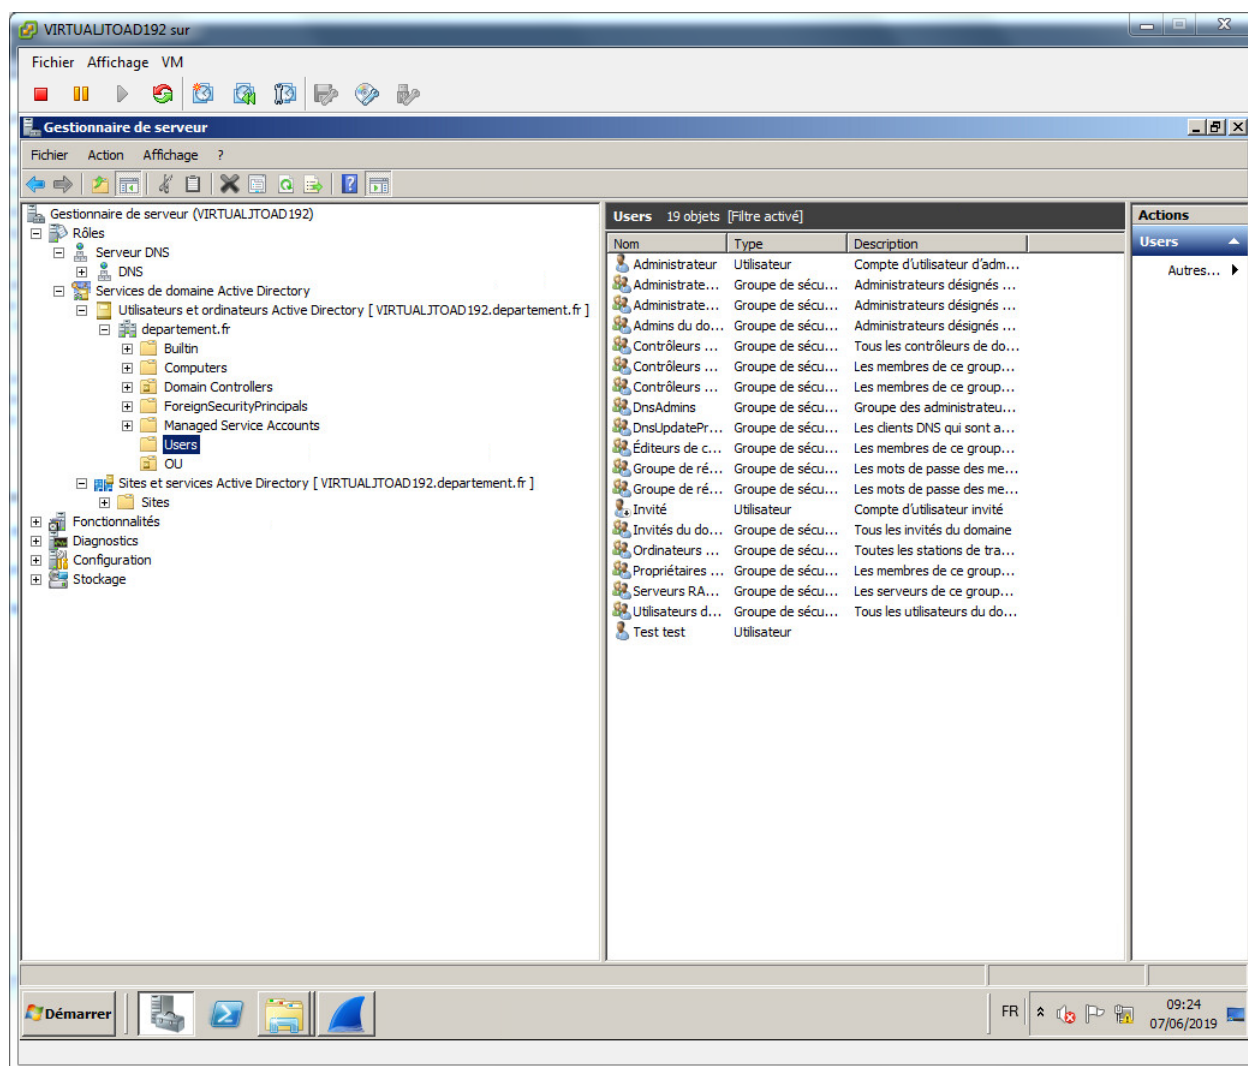 VIRTUALJTOAD192 sur
Fichier Affichage VM
Gestionnaire de serveur
Fichier Action Affichage ?
Gestionnaire de serveur (VIRTUALJTOAD192)
Rôles
Serveur DNS
DNS
Services de domaine Active Directory
Utilisateurs et ordinateurs Active Directory [ VIRTUALJTOAD192.departement.fr ]
departement.fr
Builtin
Computers
Domain Controllers
ForeignSecurityPrincipals
Managed Service Accounts
Users
OU
Sites et services Active Directory [ VIRTUALJTOAD192.departement.fr ]
Sites
Fonctionnalités
Diagnostics
Configuration
Stockage
Users 19 objets [Filtre activé]
Nom Type Description
Administrateur Utilisateur Compte d'utilisateur d'adm...
Administrate... Groupe de sécu... Administrateurs désignés ...
Administrate... Groupe de sécu... Administrateurs désignés ...
Admins du do... Groupe de sécu... Administrateurs désignés ...
Contrôleurs ... Groupe de sécu... Tous les contrôleurs de do...
Contrôleurs ... Groupe de sécu... Les membres de ce group...
Contrôleurs ... Groupe de sécu... Les membres de ce group...
DnsAdmins Groupe de sécu... Groupe des administrateu...
DnsUpdatePr... Groupe de sécu... Les clients DNS qui sont a...
Éditeurs de c... Groupe de sécu... Les membres de ce group...
Groupe de ré... Groupe de sécu... Les mots de passe des me...
Groupe de ré... Groupe de sécu... Les mots de passe des me...
Invité Utilisateur Compte d'utilisateur invité
Invités du do... Groupe de sécu... Tous les invités du domaine
Ordinateurs ... Groupe de sécu... Toutes les stations de tra...
Propriétaires ... Groupe de sécu... Les membres de ce group...
Serveurs RA... Groupe de sécu... Les serveurs de ce group...
Utilisateurs d... Groupe de sécu... Tous les utilisateurs du do...
Test test Utilisateur
Actions
Users
Autres...
Démarrer
FR
09:24
07/06/2019